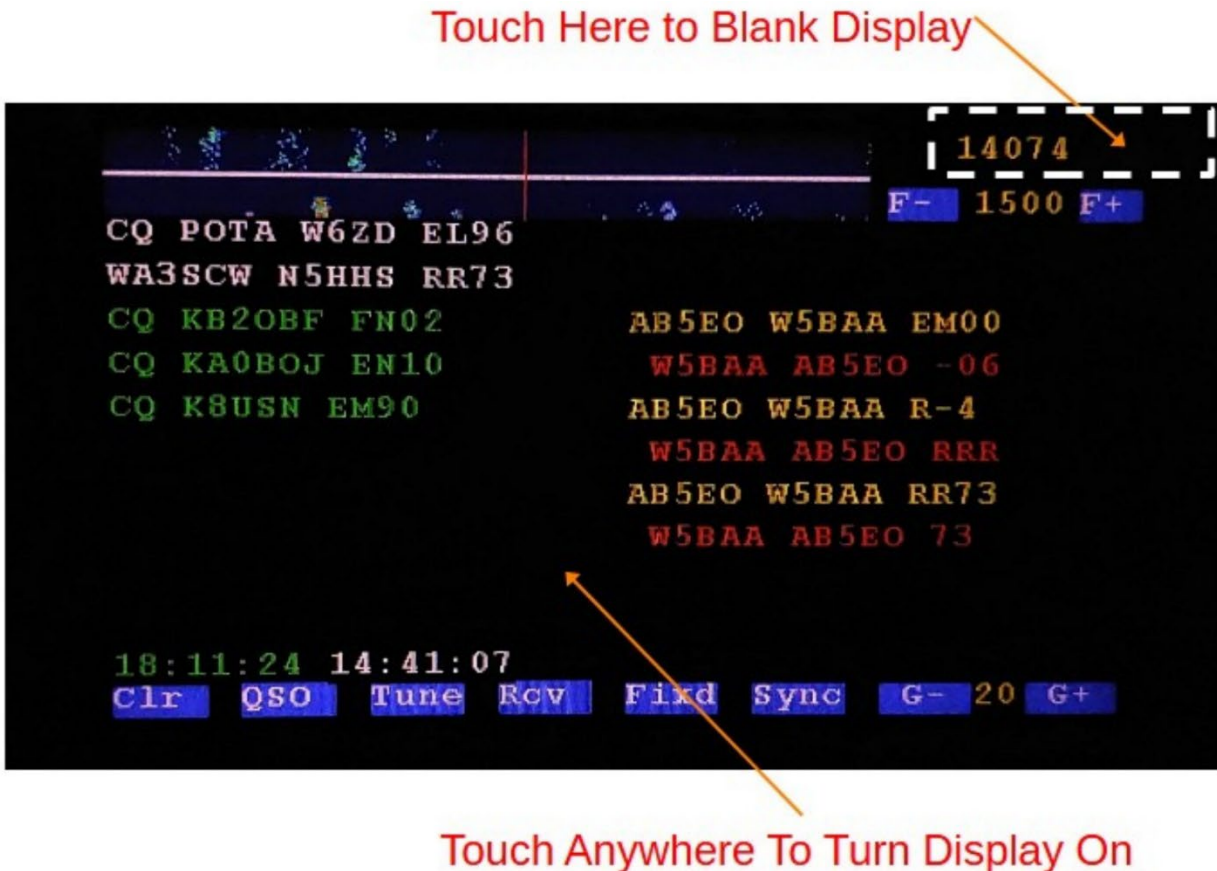 Touch Here to Blank Display
14074
F- 1500 F+
CQ POTA W6ZD EL96
WA3SCW N5HHS RR73
CQ KB2OBF FN02
CQ KA0BOJ EN10
CQ K8USN EM90
AB5EO W5BAA EM00
W5BAA AB5EO -06
AB5EO W5BAA R-4
W5BAA AB5EO RRR
AB5EO W5BAA RR73
W5BAA AB5EO 73
18:11:24 14:41:07
Clr QSO Tune Rcv Fixd Sync G- 20 G+
Touch Anywhere To Turn Display On